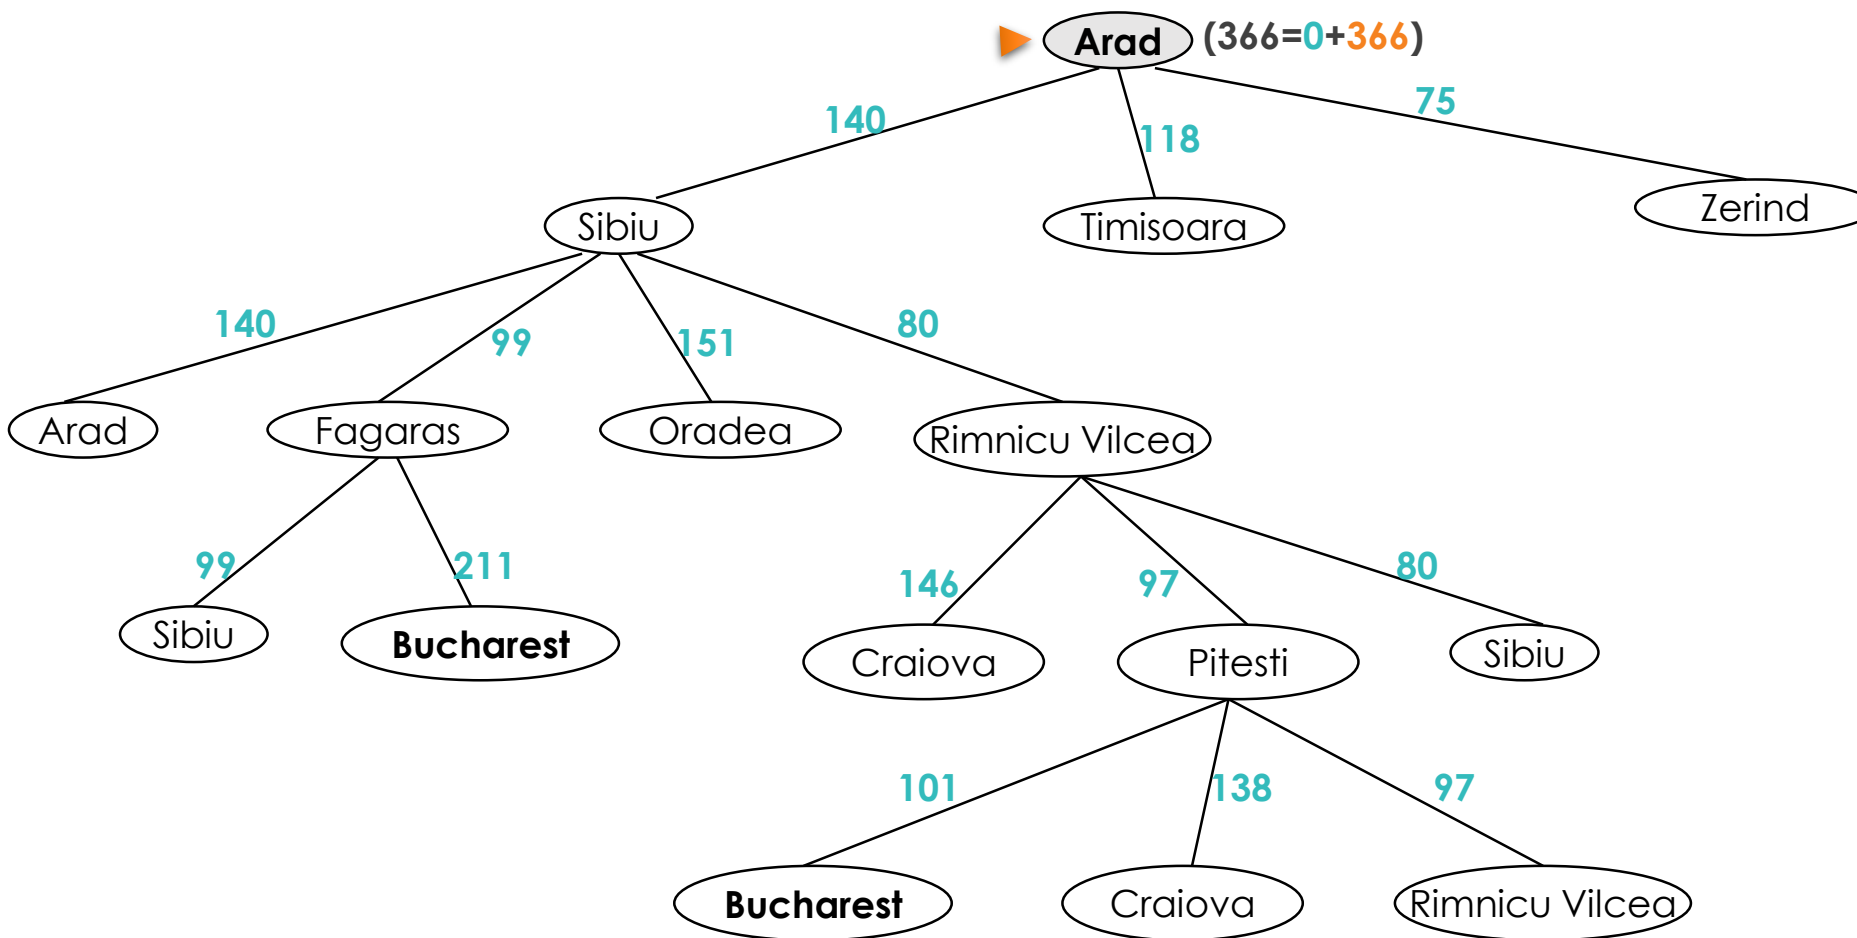 Arad (366=0+366)
140
118
75
Sibiu
Timisoara
Zerind
140
99
151
80
Arad
Fagaras
Oradea
Rimnicu Vilcea
99
211
146
97
80
Sibiu
Bucharest
Craiova
Pitesti
Sibiu
101
138
97
Bucharest
Craiova
Rimnicu Vilcea